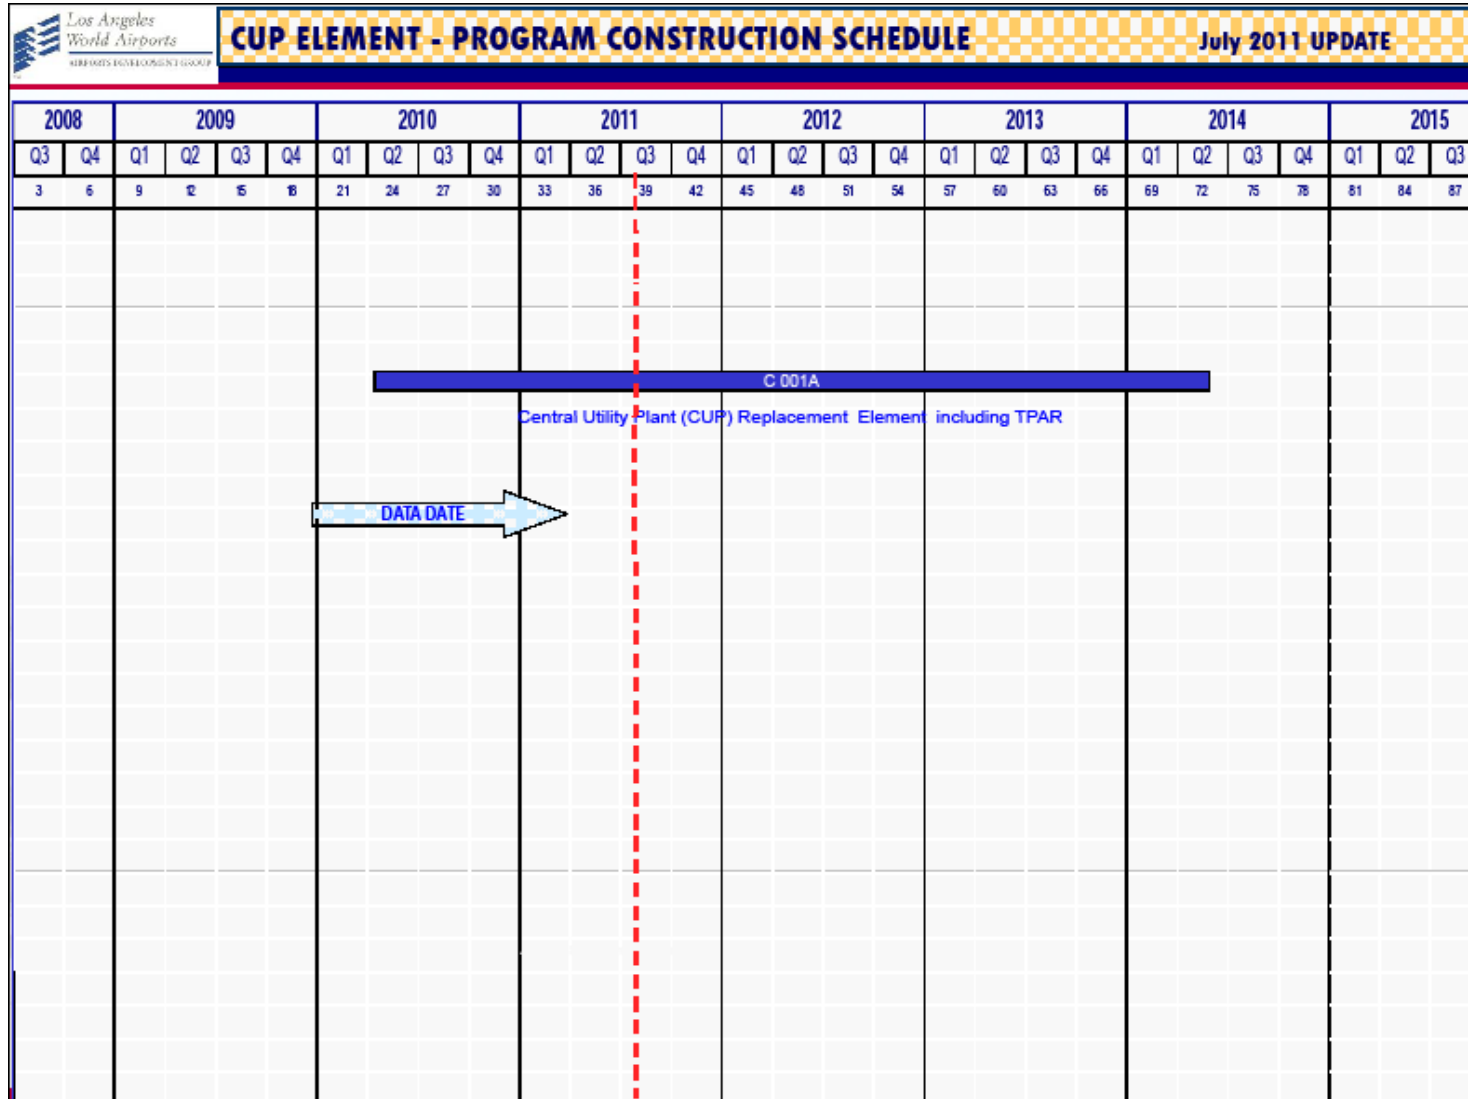 Los Angeles
World Airports
AIRPORTS DEVELOPMENT GROUP
CUP ELEMENT - PROGRAM CONSTRUCTION SCHEDULE
July 2011 UPDATE
2008 2009 2010 2011 2012 2013 2014 2015
Q3 Q4 Q1 Q2 Q3 Q4 Q1 Q2 Q3 Q4 Q1 Q2 Q3 Q4 Q1 Q2 Q3 Q4 Q1 Q2 Q3 Q4 Q1 Q2 Q3 Q4 Q1 Q2 Q3
3 6 9 12 15 18 21 24 27 30 33 36 39 42 45 48 51 54 57 60 63 66 69 72 75 78 81 84 87
C 001A
Central Utility Plant (CUP) Replacement Element including TPAR
DATA DATE